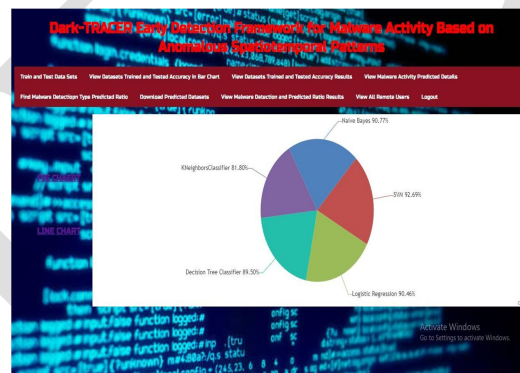 Dark-TRACER Early Detection Framework for Malware Activity Based on
Anomalous Spatiotemporal Patterns
Train and Test Data Sets View Datasets Trained and Tested Accuracy in Bar Chart View Datasets Trained and Tested Accuracy Results View Malware Activity Predicted Details
Find Malware Detection Type Predicted Ratio Download Predicted Datasets View Malware Detection and Predicted Ratio Results View All Remote Users Logout
Naive Bayes 90.77%
KNeighborsClassifier 81.80%
SVM 92.69%
PIE CHART
LINE CHART
Decision Tree Classifier 89.50%
Logistic Regression 90.46%
Activate Windows
Go to Settings to activate Windows.